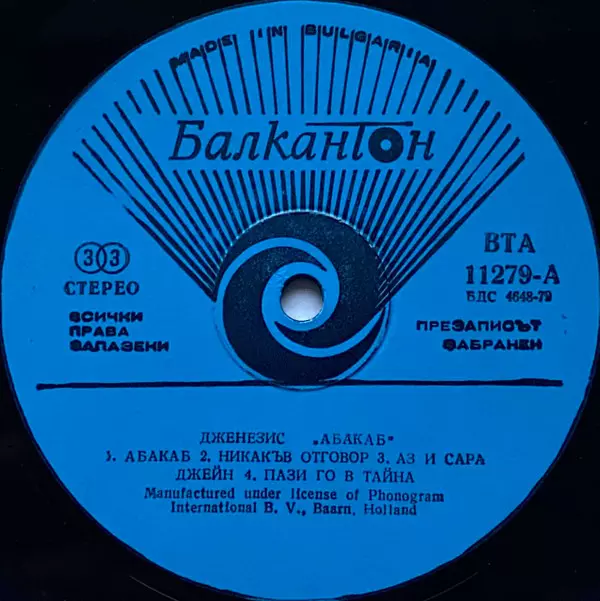 MADE IN BULGARIA
БалканТон
33
СТЕРЕО
ВСИЧКИ
ПРАВА
ЗАПАЗЕНИ
ВТА
11279-А
БДС 4648-79
ПРЕЗАПИСЪТ
ЗАБРАНЕН
ДЖЕНЕЗИС „АБАКАБ"
1. АБАКАБ 2. НИКАКЪВ ОТГОВОР 3. АЗ И САРА
ДЖЕЙН 4. ПАЗИ ГО В ТАЙНА
Manufactured under license of Phonogram
International B. V., Baarn, Holland